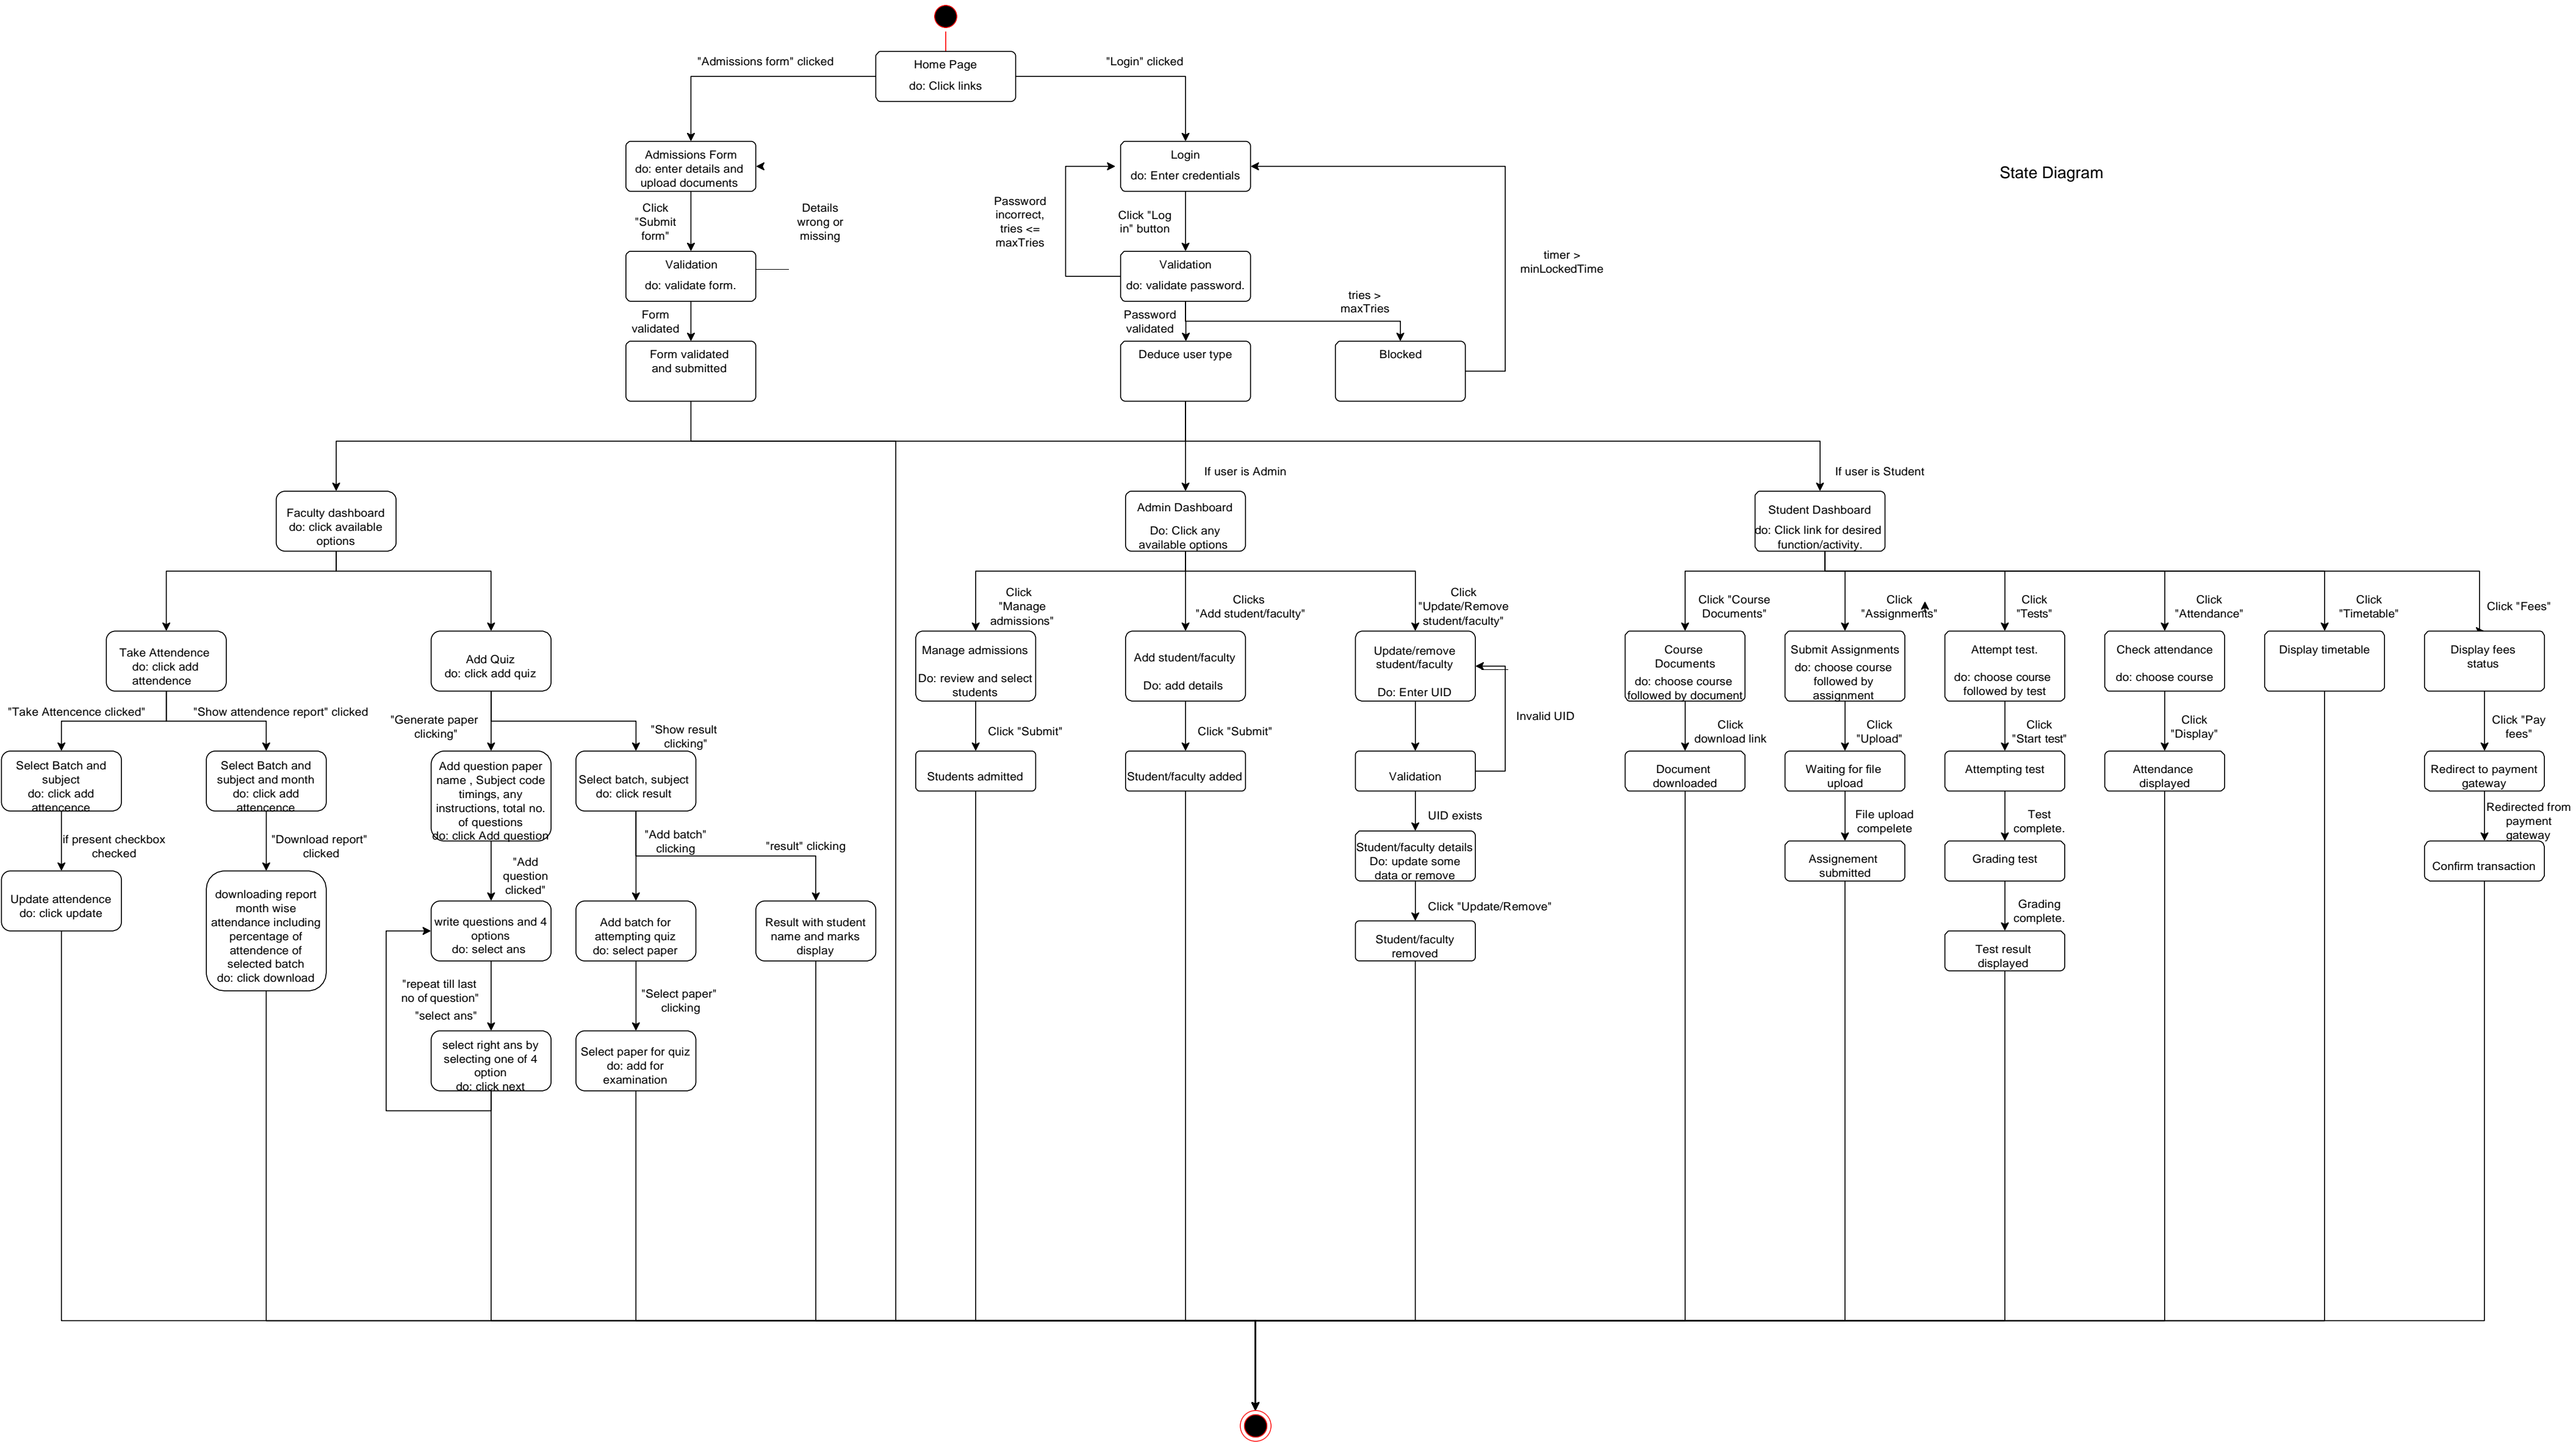 "Admissions form" clicked
Home Page
do: Click links
"Login" clicked
State Diagram
Admissions Form
do: enter details and
upload documents
Login
do: Enter credentials
Click
"Submit
form"
Details
wrong or
missing
Password
incorrect,
tries <=
maxTries
Click "Log
in" button
timer >
minLockedTime
Validation
do: validate form.
Validation
do: validate password.
tries >
maxTries
Form
validated
Password
validated
Form validated
and submitted
Deduce user type
Blocked
If user is Admin
If user is Student
Faculty dashboard
do: click available
options
Admin Dashboard
Do: Click any
available options
Student Dashboard
do: Click link for desired
function/activity.
Click
"Manage
admissions"
Clicks
"Add student/faculty"
Click
"Update/Remove
student/faculty"
Click "Course
Documents"
Click
"Assignments"
Click
"Tests"
Click
"Attendance"
Click
"Timetable"
Click "Fees"
Take Attendence
do: click add
attendence
Add Quiz
do: click add quiz
Manage admissions
Do: review and select
students
Add student/faculty
Do: add details
Update/remove
student/faculty
Do: Enter UID
Course
Documents
do: choose course
followed by document
Submit Assignments
do: choose course
followed by
assignment
Attempt test.
do: choose course
followed by test
Check attendance
do: choose course
Display timetable
Display fees
status
"Take Attencence clicked"
"Show attendence report" clicked
"Generate paper
clicking"
"Show result
clicking"
Click "Submit"
Click "Submit"
Invalid UID
Click
download link
Click
"Upload"
Click
"Start test"
Click
"Display"
Click "Pay
fees"
Select Batch and
subject
do: click add
attencence
Select Batch and
subject and month
do: click add
attencence
Add question paper
name , Subject code
timings, any
instructions, total no.
of questions
do: click Add question
Select batch, subject
do: click result
Students admitted
Student/faculty added
Validation
Document
downloaded
Waiting for file
upload
Attempting test
Attendance
displayed
Redirect to payment
gateway
if present checkbox
checked
"Download report"
clicked
"Add
question
clicked"
"Add batch"
clicking
"result" clicking
UID exists
File upload
compelete
Test
complete.
Redirected from
payment
gateway
Student/faculty details
Do: update some
data or remove
Assignement
submitted
Grading test
Confirm transaction
Update attendence
do: click update
downloading report
month wise
attendance including
percentage of
attendence of
selected batch
do: click download
write questions and 4
options
do: select ans
Add batch for
attempting quiz
do: select paper
Result with student
name and marks
display
Click "Update/Remove"
Grading
complete.
Student/faculty
removed
Test result
displayed
"repeat till last
no of question"
"select ans"
"Select paper"
clicking
select right ans by
selecting one of 4
option
do: click next
Select paper for quiz
do: add for
examination